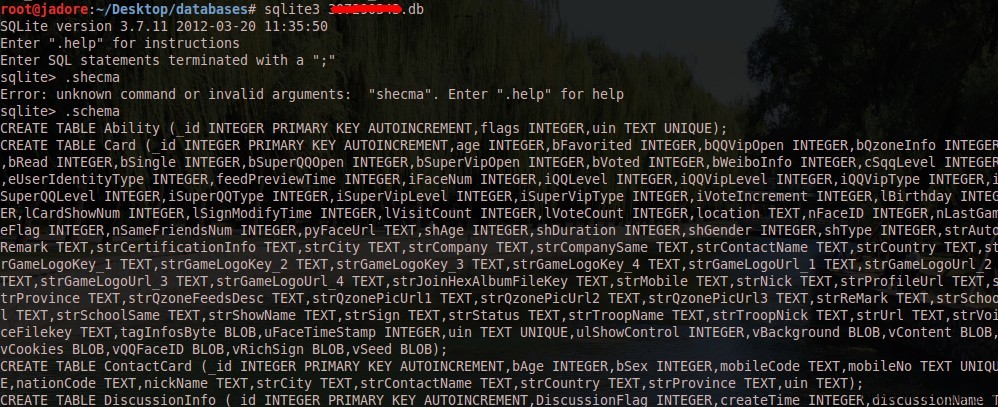 root@jadore:~/Desktop/databases# sqlite3 .db
SQLite version 3.7.11 2012-03-20 11:35:50
Enter ".help" for instructions
Enter SQL statements terminated with a ";"
sqlite> .shecma
Error: unknown command or invalid arguments:  "shecma". Enter ".help" for help
sqlite> .schema
CREATE TABLE Ability (_id INTEGER PRIMARY KEY AUTOINCREMENT,flags INTEGER,uin TEXT UNIQUE);
CREATE TABLE Card (_id INTEGER PRIMARY KEY AUTOINCREMENT,age INTEGER,bFavorited INTEGER,bQQVipOpen INTEGER,bQzoneInfo INTEGER
,bRead INTEGER,bSingle INTEGER,bSuperQQOpen INTEGER,bSuperVipOpen INTEGER,bVoted INTEGER,bWeiboInfo INTEGER,cSqqLevel INTEGER
,eUserIdentityType INTEGER,feedPreviewTime INTEGER,iFaceNum INTEGER,iQQLevel INTEGER,iQQVipLevel INTEGER,iQQVipType INTEGER,i
SuperQQLevel INTEGER,iSuperQQType INTEGER,iSuperVipLevel INTEGER,iSuperVipType INTEGER,iVoteIncrement INTEGER,lBirthday INTEG
ER,lCardShowNum INTEGER,lSignModifyTime INTEGER,lVisitCount INTEGER,lVoteCount INTEGER,location TEXT,nFaceID INTEGER,nLastGam
eFlag INTEGER,nSameFriendsNum INTEGER,pyFaceUrl TEXT,shAge INTEGER,shDuration INTEGER,shGender INTEGER,shType INTEGER,strAuto
Remark TEXT,strCertificationInfo TEXT,strCity TEXT,strCompany TEXT,strCompanySame TEXT,strContactName TEXT,strCountry TEXT,s
rGameLogoKey_1 TEXT,strGameLogoKey_2 TEXT,strGameLogoKey_3 TEXT,strGameLogoKey_4 TEXT,strGameLogoUrl_1 TEXT,strGameLogoUrl_2
TEXT,strGameLogoUrl_3 TEXT,strGameLogoUrl_4 TEXT,strJoinHexAlbumFileKey TEXT,strMobile TEXT,strNick TEXT,strPorfileUrl TEXT,s
trProvince TEXT,strQzoneFeedsDesc TEXT,strQzonePicUrl1 TEXT,strQzonePicUrl2 TEXT,strQzonePicUrl3 TEXT,strReMark TEXT,strSchoo
l TEXT,strSchoolSame TEXT,strShowName TEXT,strSign TEXT,strStatus TEXT,strTroopName TEXT,strTroopNick TEXT,strUrl TEXT,strVoi
ceFilekey TEXT,tagInfosByte BLOB,uFaceTimeStamp INTEGER,uin TEXT UNIQUE,ulShowControl INTEGER,vBackground BLOB,vContent BLOB,
vCookies BLOB,vQQFaceID BLOB,vRichSign BLOB,vSeed BLOB);
CREATE TABLE ContactCard (_id INTEGER PRIMARY KEY AUTOINCREMENT,bAge INTEGER,bSex INTEGER,mobileCode TEXT,mobileNo TEXT UNIQU
E,nationCode TEXT,nickName TEXT,strCity TEXT,strContactName TEXT,strCountry TEXT,strProvince TEXT,uin TEXT);
CREATE TABLE DiscussionInfo (_id INTEGER PRIMARY KEY AUTOINCREMENT,DiscussionFlag INTEGER,createTime INTEGER,discussionName T